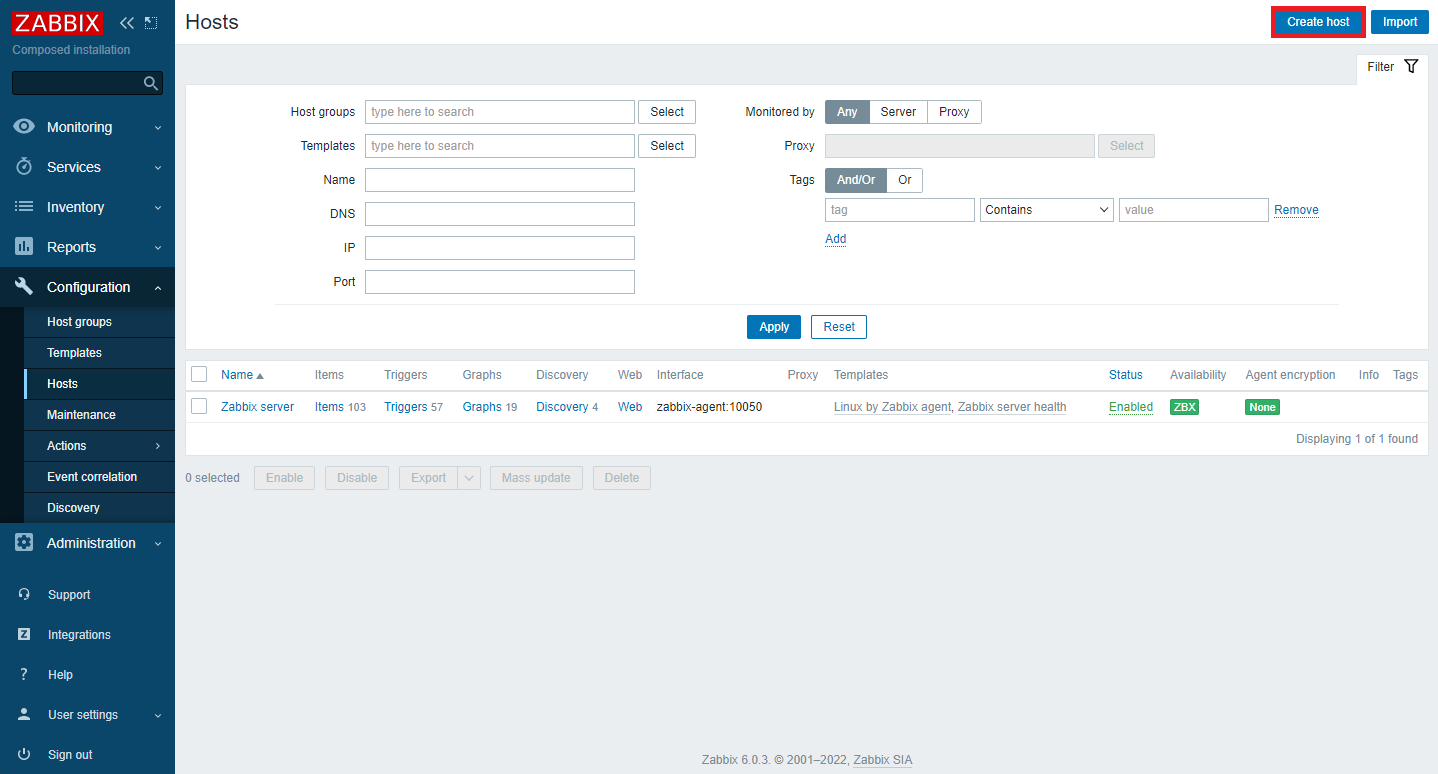 ZABBIX
Composed installation
Monitoring
Services
Inventory
Reports
Configuration
Host groups
Templates
Hosts
Maintenance
Actions
Event correlation
Discovery
Administration
Support
Z Integrations
? Help
User settings
Sign out
Hosts Create host Import
Filter
Host groups type here to search Select
Templates type here to search Select
Name
DNS
IP
Port
Monitored by Any Server Proxy
Proxy Select
Tags And/Or Or
tag Contains value Remove
Add
Apply Reset
Name Items Triggers Graphs Discovery Web Interface Proxy Templates Status Availability Agent encryption Info Tags
Zabbix server Items 103 Triggers 57 Graphs 19 Discovery 4 Web zabbix-agent:10050 Linux by Zabbix agent, Zabbix server health Enabled ZBX None
Displaying 1 of 1 found
0 selected Enable Disable Export Mass update Delete
Zabbix 6.0.3. © 2001–2022, Zabbix SIA